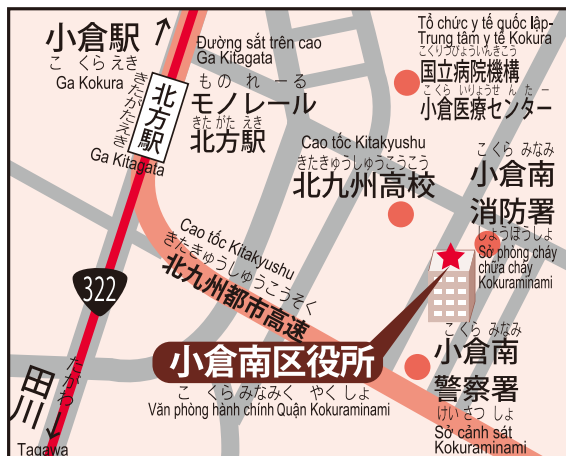 小倉駅
こくらえき
Ga Kokura
きたがたえき
北方駅
Ga Kitagata
Đường sắt trên cao
Ga Kitagata
ものれーる
モノレール
きたがたえき
北方駅
Tổ chức y tế quốc lập-
Trung tâm y tế Kokura
こくりつびょういんきこう
国立病院機構
こくらいりょうせんたー
小倉医療センター
Cao tốc Kitakyushu
きたきゅうしゅうこうこう
北九州高校
こくらみなみ
小倉南
消防署
しょうぼうしょ
Sở phòng cháy
chữa cháy
Kokuraminami
Cao tốc Kitakyushu
きたきゅうしゅうこうそく
北九州都市高速
322
小倉南区役所
こくらみなみくやくしょ
Văn phòng hành chính Quận Kokuraminami
こくらみなみ
小倉南
警察署
けいさつしょ
Sở cảnh sát
Kokuraminami
たがわ
田川
Tagawa